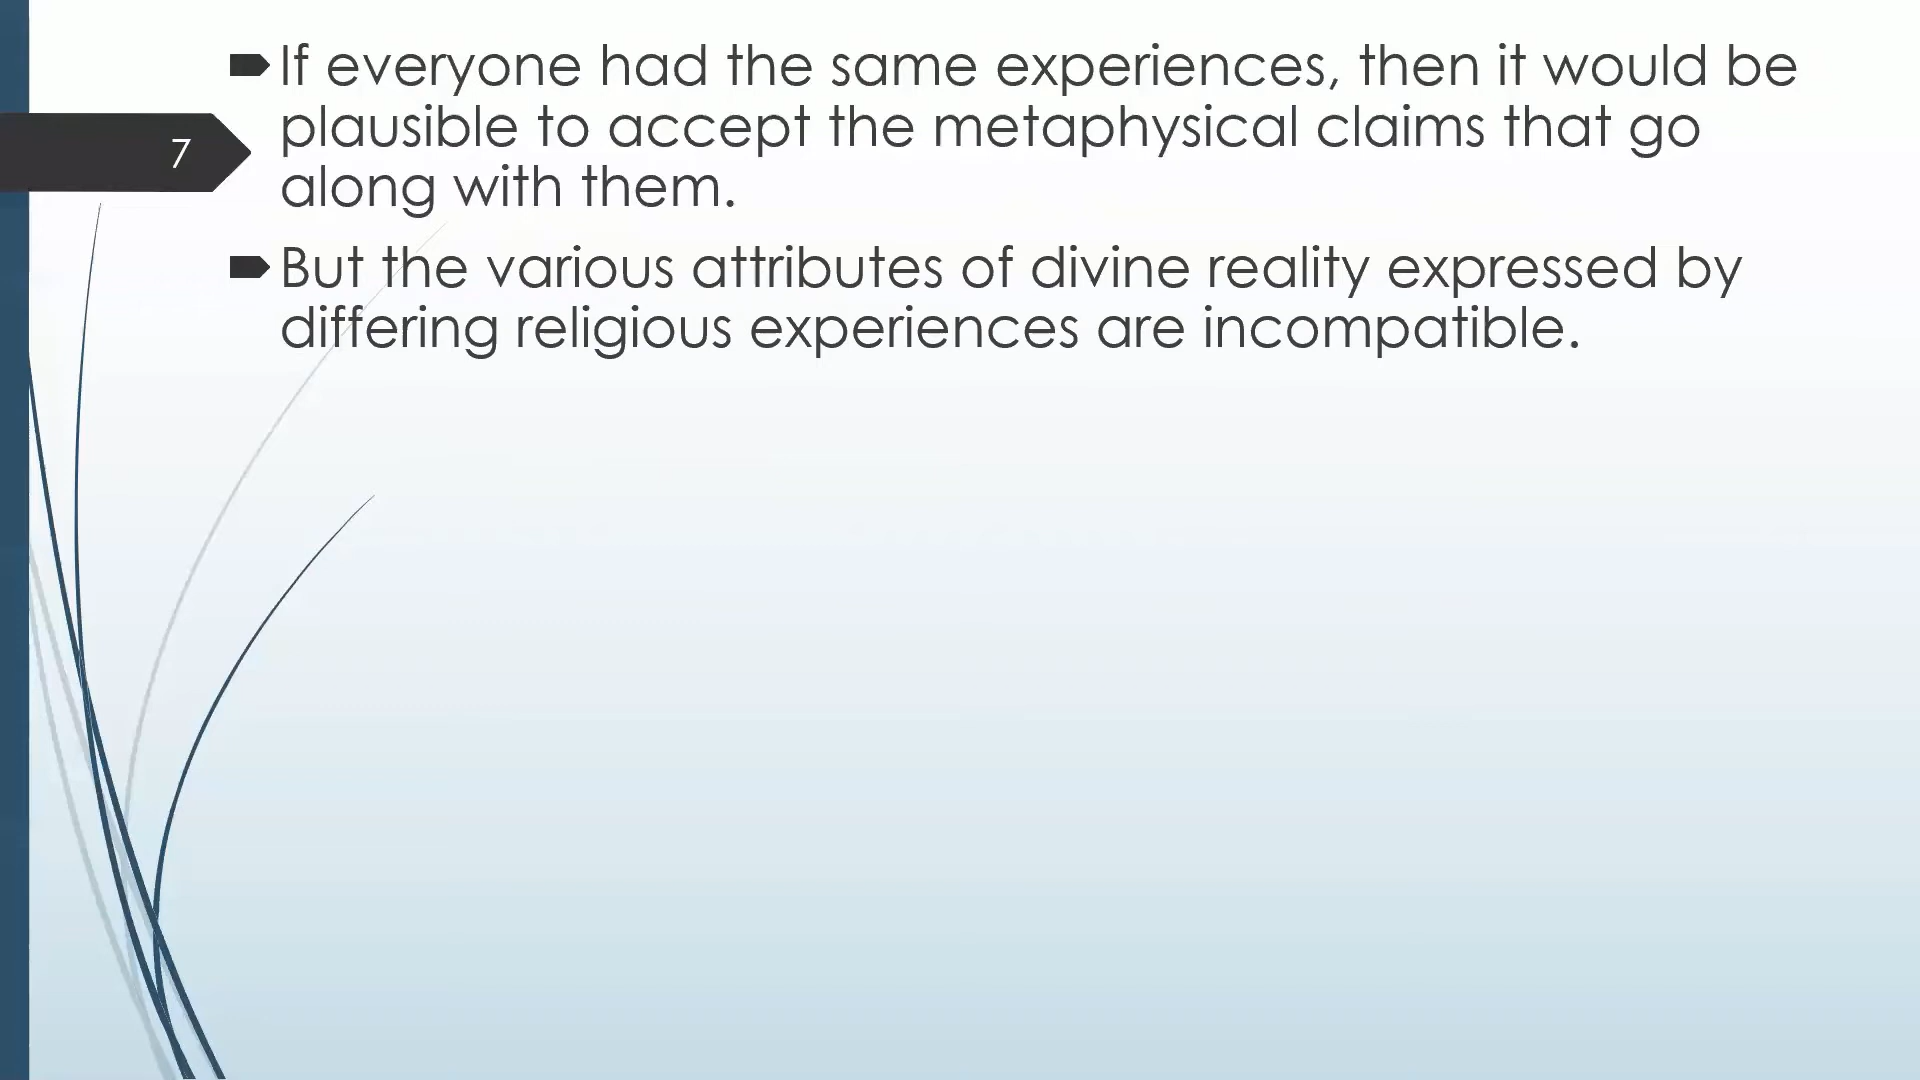 If everyone had the same experiences, then it would be
plausible to accept the metaphysical claims that go
7
along with them.
But the various attributes of divine reality expressed by
differing religious experiences are incompatible.